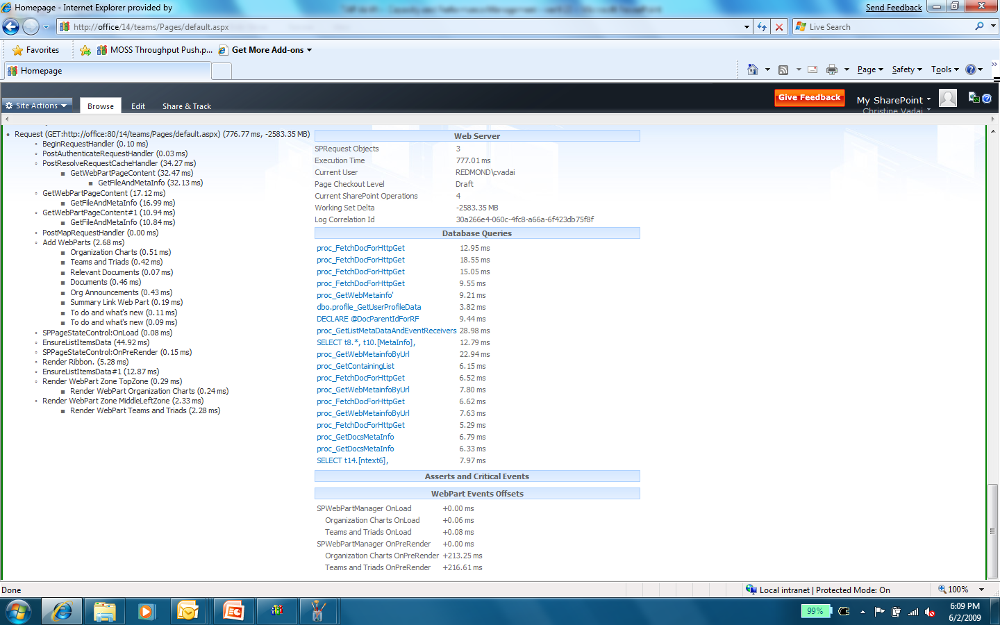 Homepage - Internet Explorer provided by
Send Feedback
http://office/14/teams/Pages/default.aspx
Live Search
Favorites
MOSS Throughput Push.p...
Get More Add-ons
Homepage
Page
Safety
Tools
Site Actions
Browse
Edit
Share & Track
Give Feedback
My SharePoint
Christine Vadai
Request (GET:http://office:80/14/teams/Pages/default.aspx) (776.77 ms, -2583.35 MB)
BeginRequestHandler (0.10 ms)
PostAuthenticateRequestHandler (0.03 ms)
PostResolveRequestCacheHandler (34.27 ms)
GetWebPartPageContent (32.47 ms)
GetFileAndMetaInfo (32.13 ms)
GetWebPartPageContent (17.12 ms)
GetFileAndMetaInfo (16.99 ms)
GetWebPartPageContent#1 (10.94 ms)
GetFileAndMetaInfo (10.84 ms)
PostMapRequestHandler (0.00 ms)
Add WebParts (2.68 ms)
Organization Charts (0.51 ms)
Teams and Triads (0.42 ms)
Relevant Documents (0.07 ms)
Documents (0.46 ms)
Org Announcements (0.43 ms)
Summary Link Web Part (0.19 ms)
To do and what's new (0.11 ms)
To do and what's new (0.09 ms)
SPPageStateControl:OnLoad (0.08 ms)
EnsureListItemsData (44.92 ms)
SPPageStateControl:OnPreRender (0.15 ms)
Render Ribbon. (5.28 ms)
EnsureListItemsData#1 (12.87 ms)
Render WebPart Zone TopZone (0.29 ms)
Render WebPart Organization Charts (0.24 ms)
Render WebPart Zone MiddleLeftZone (2.33 ms)
Render WebPart Teams and Triads (2.28 ms)
Web Server
SPRequest Objects 3
Execution Time 777.01 ms
Current User REDMOND\cvadai
Page Checkout Level Draft
Current SharePoint Operations 4
Working Set Delta -2583.35 MB
Log Correlation Id 30a266e4-060c-4fc8-a66a-6f423db75f8f
Database Queries
proc_FetchDocForHttpGet 12.95 ms
proc_FetchDocForHttpGet 18.55 ms
proc_FetchDocForHttpGet 15.05 ms
proc_FetchDocForHttpGet 9.55 ms
proc_GetWebMetainfo' 9.21 ms
dbo.profile_GetUserProfileData 3.82 ms
DECLARE @DocParentIdForRF 9.44 ms
proc_GetListMetaDataAndEventReceivers 28.98 ms
SELECT t8.*, t10.[MetaInfo], 12.79 ms
proc_GetWebMetainfoByUrl 22.94 ms
proc_GetContainingList 6.15 ms
proc_FetchDocForHttpGet 6.52 ms
proc_GetWebMetainfoByUrl 7.80 ms
proc_FetchDocForHttpGet 6.62 ms
proc_GetWebMetainfoByUrl 7.63 ms
proc_FetchDocForHttpGet 5.29 ms
proc_GetDocsMetaInfo 6.79 ms
proc_GetDocsMetaInfo 6.33 ms
SELECT t14.[ntext6], 7.97 ms
Asserts and Critical Events
WebPart Events Offsets
SPWebPartManager OnLoad +0.00 ms
Organization Charts OnLoad +0.06 ms
Teams and Triads OnLoad +0.08 ms
SPWebPartManager OnPreRender +0.00 ms
Organization Charts OnPreRender +213.25 ms
Teams and Triads OnPreRender +216.61 ms
Done
Local intranet | Protected Mode: On
100%
99%
6:09 PM
6/2/2009